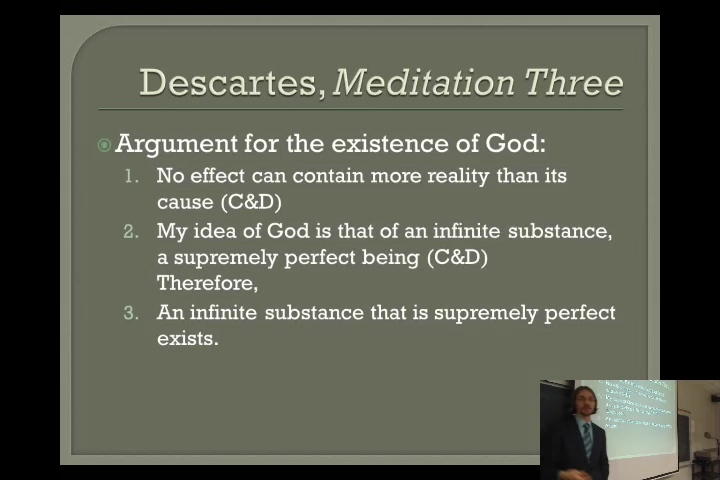 Descartes, Meditation Three
Argument for the existence of God:
1. No effect can contain more reality than its
cause (C&D)
2. My idea of God is that of an infinite substance,
a supremely perfect being (C&D)
Therefore,
3. An infinite substance that is supremely perfect
exists.